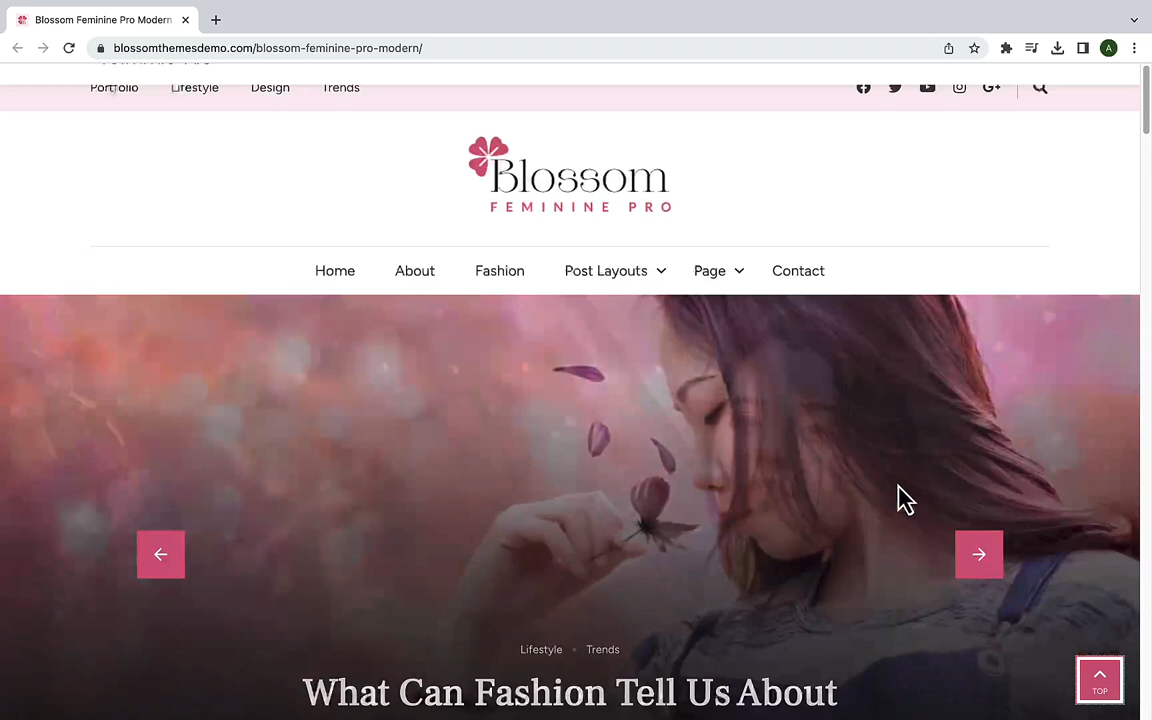 Blossom Feminine Pro Modern
blossomthemesdemo.com/blossom-feminine-pro-modern/
A
Portfolio Lifestyle Design Trends
Blossom
FEMININE PRO
Home About Fashion Post Layouts Page Contact
Lifestyle Trends
What Can Fashion Tell Us About
TOP